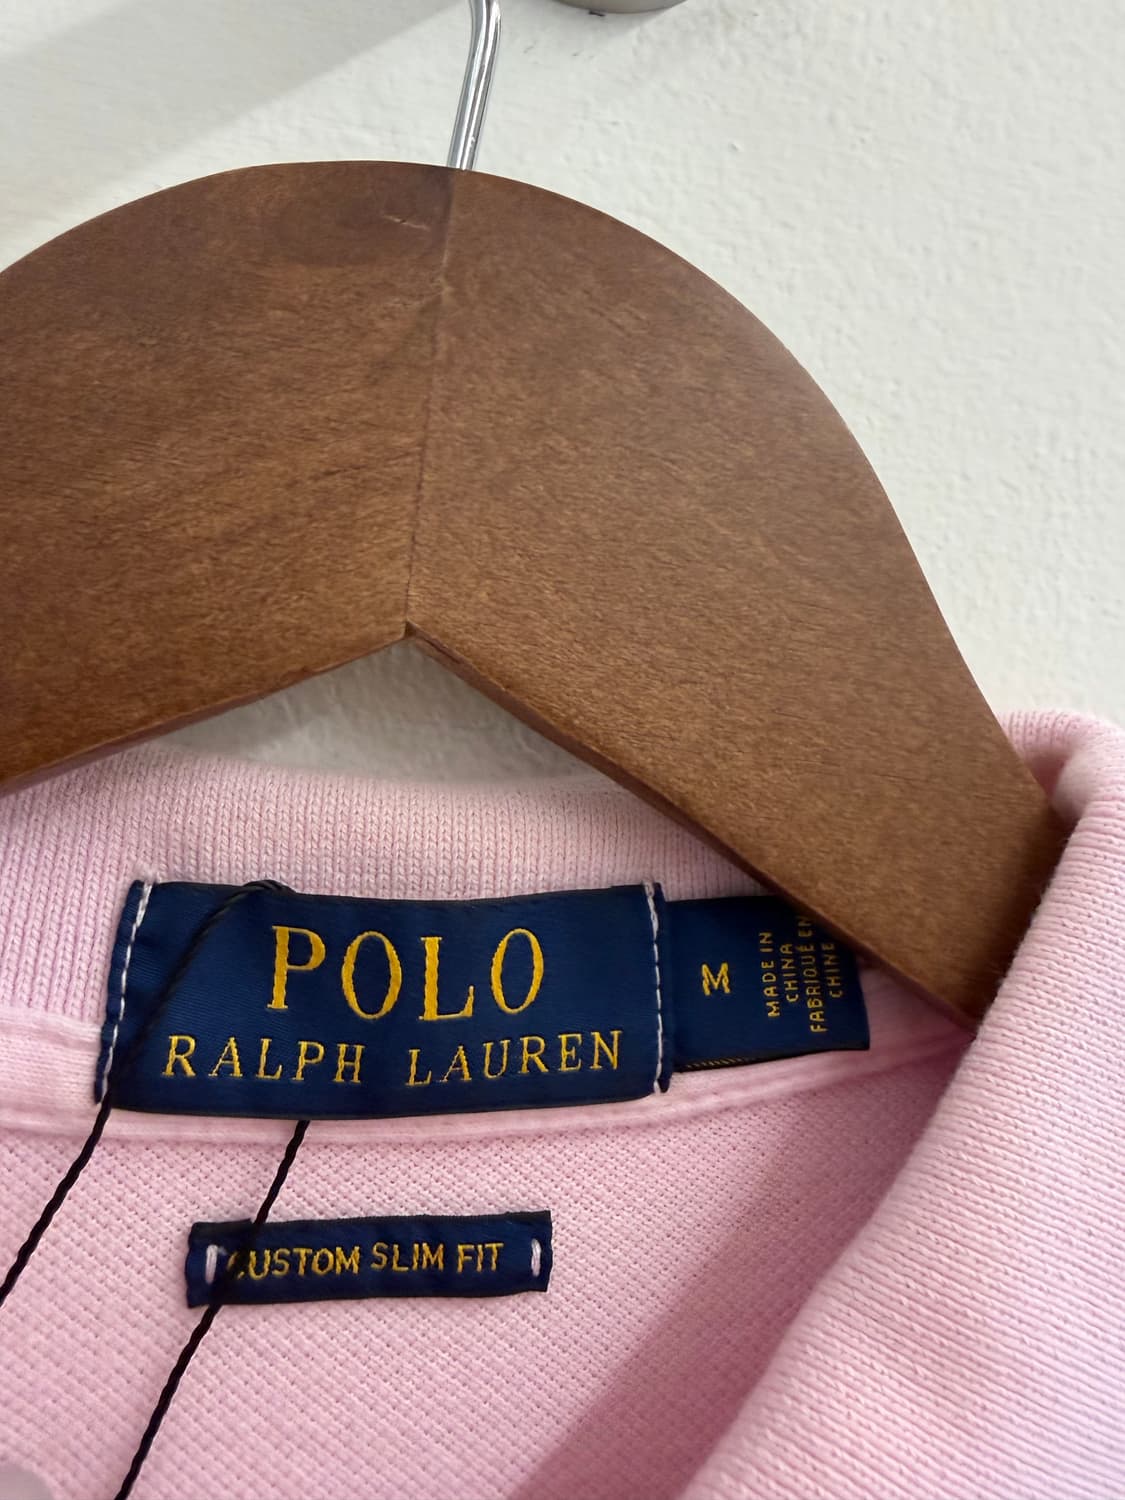 POLO
RALPH LAUREN
M
MADE IN
CHINA
FABRIQUÉ EN
CHINE
CUSTOM SLIM FIT